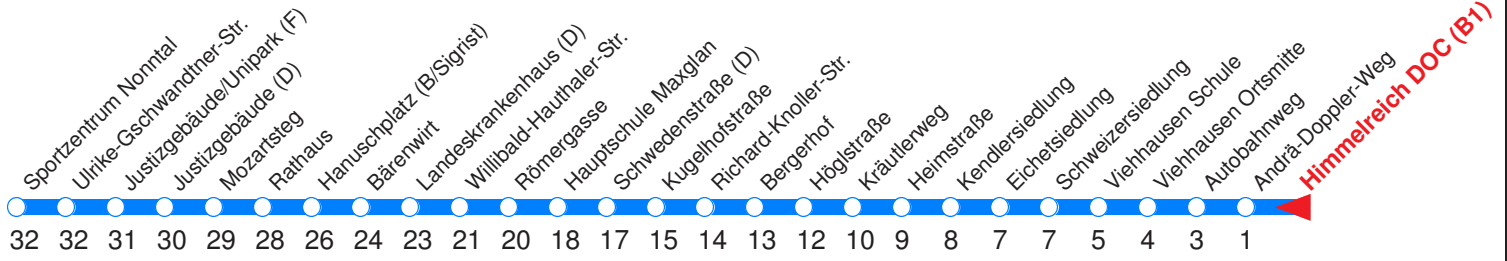 Sportzentrum Nonntal
Ulrike-Gschwandtner-Str.
Justizgebäude/Unipark (F)
Justizgebäude (D)
Mozartsteg
Rathaus
Hanuschplatz (B/Sigrist)
Bärenwirt
Landeskrankenhaus (D)
Willibald-Hauthaler-Str.
Römergasse
Hauptschule Maxglan
Schwedenstraße (D)
Kugelhofstraße
Richard-Knoller-Str.
Bergerhof
Höglstraße
Kräutlerweg
Heimstraße
Kendlersiedlung
Eichetsiedlung
Schweizersiedlung
Viehhausen Schule
Viehhausen Ortsmitte
Autobahnweg
Andrä-Doppler-Weg
Himmelreich DOC (B1)
32 32 31 30 29 28 26 24 23 21 20 18 17 15 14 13 12 10 9 8 7 7 5 4 3 1